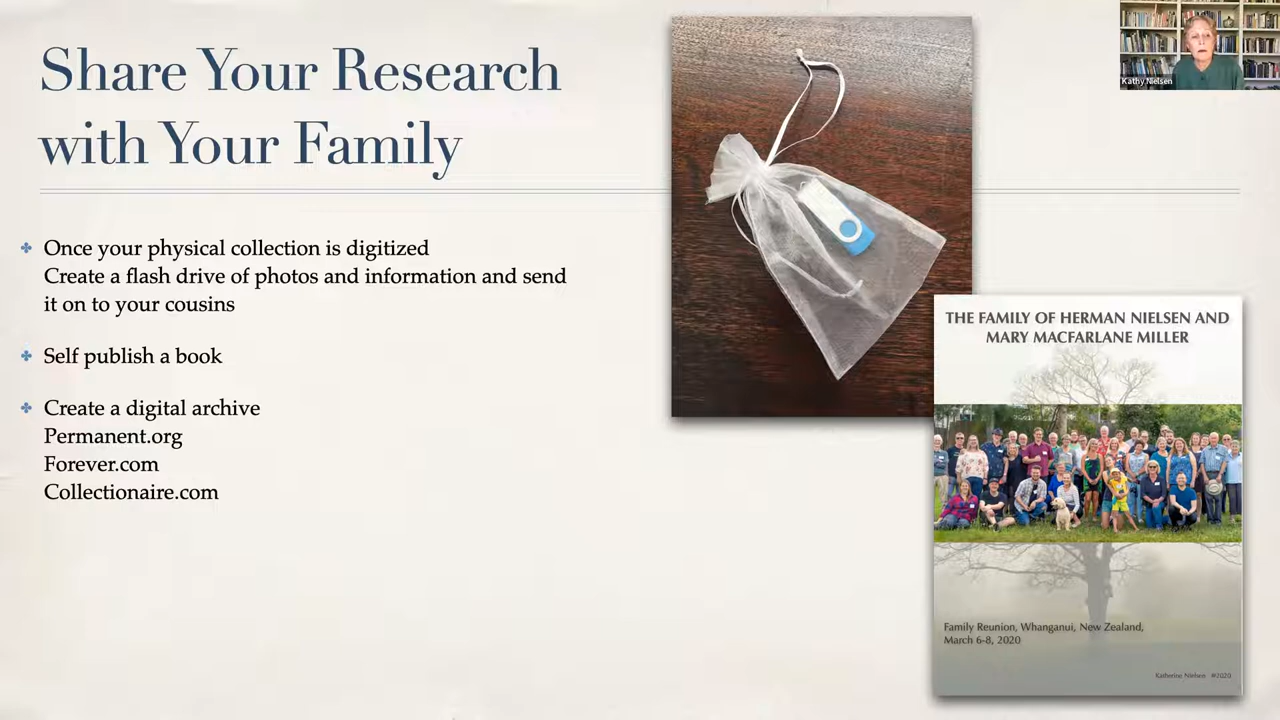 Share Your Research
with Your Family
Kathy Nielsen
Once your physical collection is digitized
Create a flash drive of photos and information and send
it on to your cousins
Self publish a book
Create a digital archive
Permanent.org
Forever.com
Collectionaire.com
THE FAMILY OF HERMAN NIELSEN AND
MARY MACFARLANE MILLER
Family Reunion, Whanganui, New Zealand,
March 6-8, 2020
Katherine Nielsen #2020